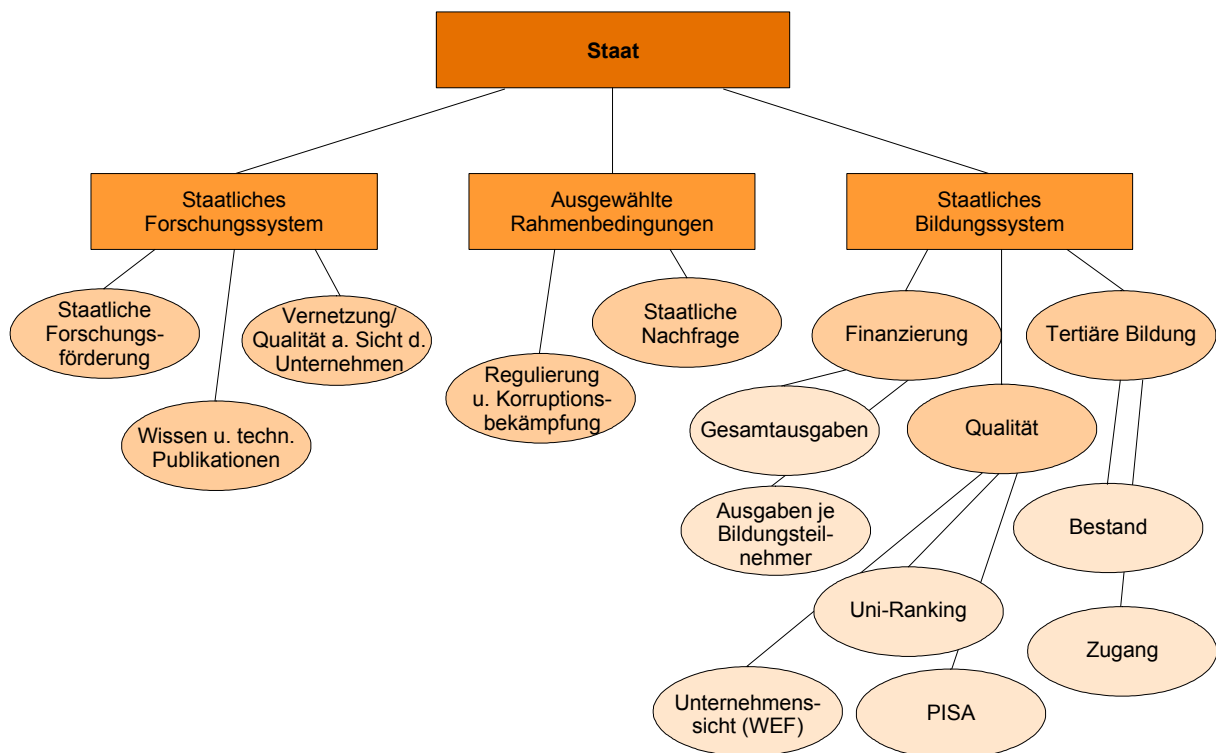 Staat
Staatliches
Forschungssystem
Ausgewählte
Rahmenbedingungen
Staatliches
Bildungssystem
Staatliche
Forschungs-
förderung
Vernetzung/
Qualität a. Sicht d.
Unternehmen
Staatliche
Nachfrage
Finanzierung
Tertiäre Bildung
Regulierung
u. Korruptions-
bekämpfung
Wissen u. techn.
Publikationen
Gesamtausgaben
Qualität
Ausgaben je
Bildungsteil-
nehmer
Bestand
Uni-Ranking
Zugang
Unternehmens-
sicht (WEF)
PISA